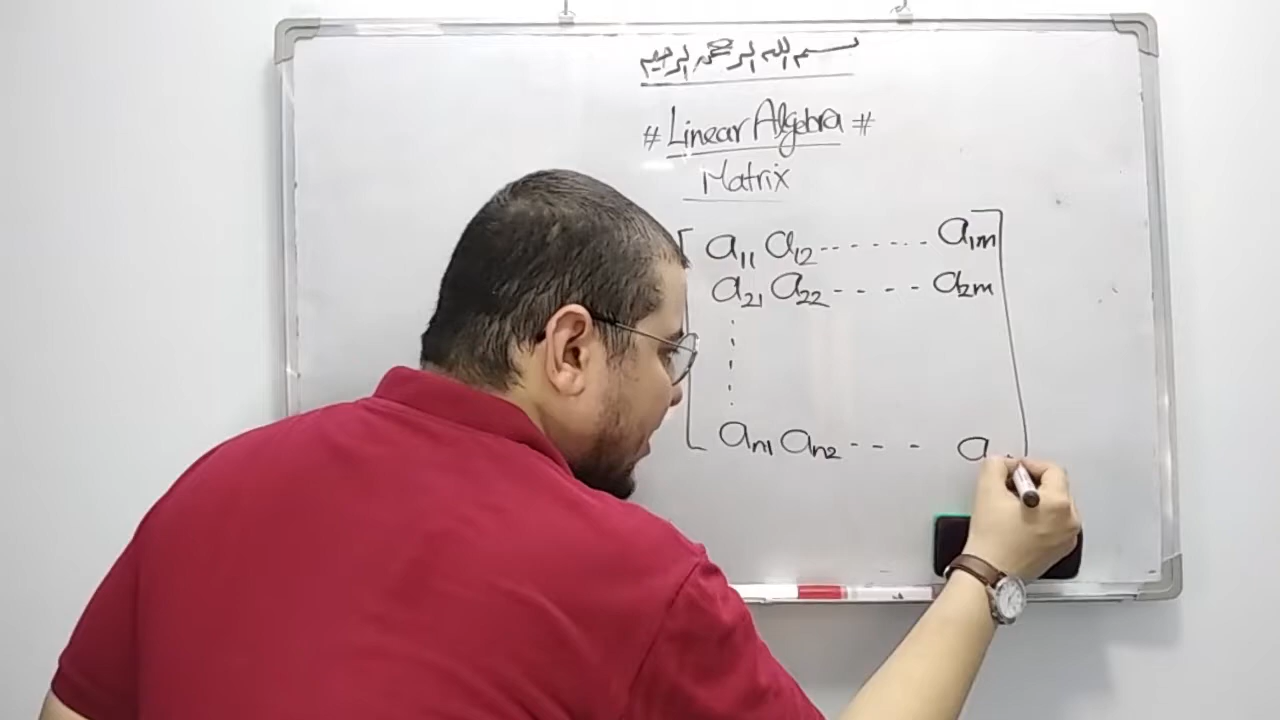 بسم الله الرحمن الرحيم
# Linear Algebra #
Matrix
a11 a12 ------- a1m
a21 a22 ---- a2m
an1 an2 --- a